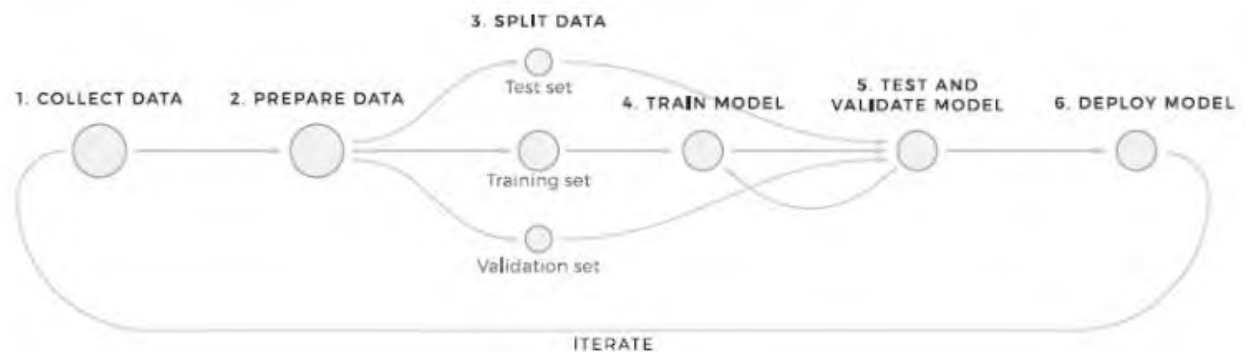 3. SPLIT DATA
Test set
1. COLLECT DATA
2. PREPARE DATA
4. TRAIN MODEL
5. TEST AND
VALIDATE MODEL
6. DEPLOY MODEL
Training set
Validation set
ITERATE